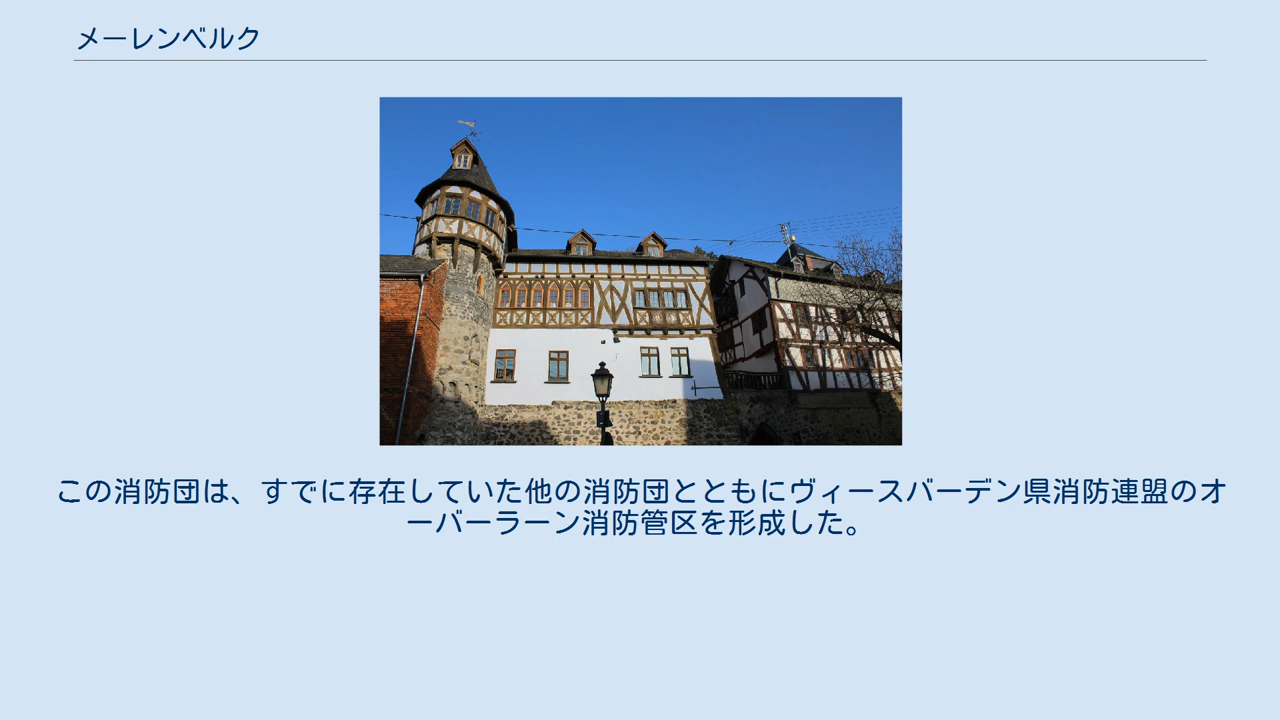 メーレンベルク
この消防団は、すでに存在していた他の消防団とともにヴィースバーデン県消防連盟のオ
ーバーラーン消防管区を形成した。